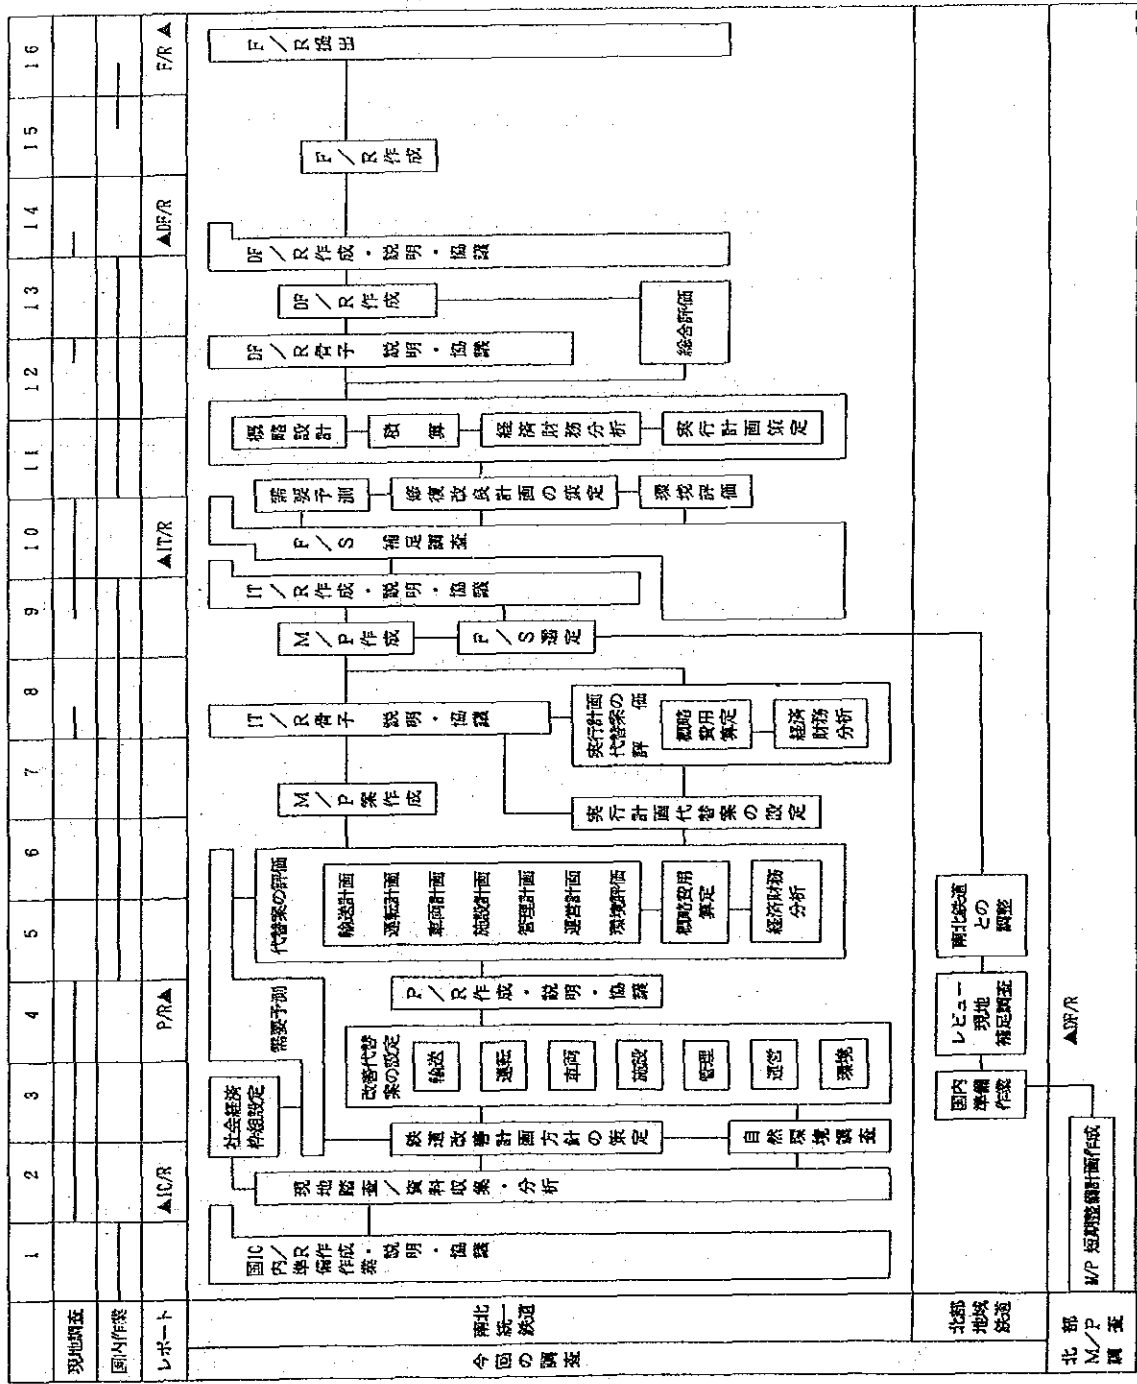 1 2 3 4 5 6 7 8 9 10 11 12 13 14 15 16
現地調査
国内作業
レポート
▲IC/R
P/R▲
▲IT/R
▲DF/R
F/R ▲
今回の調査
南北
統一
鉄道
国内準備作業・
IC/R作成・説明・協議
現地踏査/資料収集・分析
社会経済
枠組設定
需要予測
鉄道改善計画方針の策定
自然環境調査
改善代替
案の設定
輸送
運転
車両
施設
管理
運営
環境
P/R作成・説明・協議
代替案の評価
輸送計画
運転計画
車両計画
施設計画
管理計画
運営計画
環境評価
概略費用
算定
経済財務
分析
M/P案作成
実行計画代替案の設定
IT/R骨子 説明・協議
実行計画
代替案の
評 価
概略
費用
算定
経済
財務
分析
M/P作成
F/S選定
IT/R作成・説明・協議
F/S 補足調査
需要予測
修復改良計画の策定
環境評価
概略設計
積 算
経済財務分析
実行計画策定
DF/R骨子 説明・協議
DF/R作成
総合評価
DF/R作成・説明・協議
F/R作成
F/R提出
北部
地域
鉄道
国内
準備
作業
レビュー
現地
補足調査
南北鉄道
との
調整
北部
M/P
調査
M/P 短期整備計画作成
▲DF/R